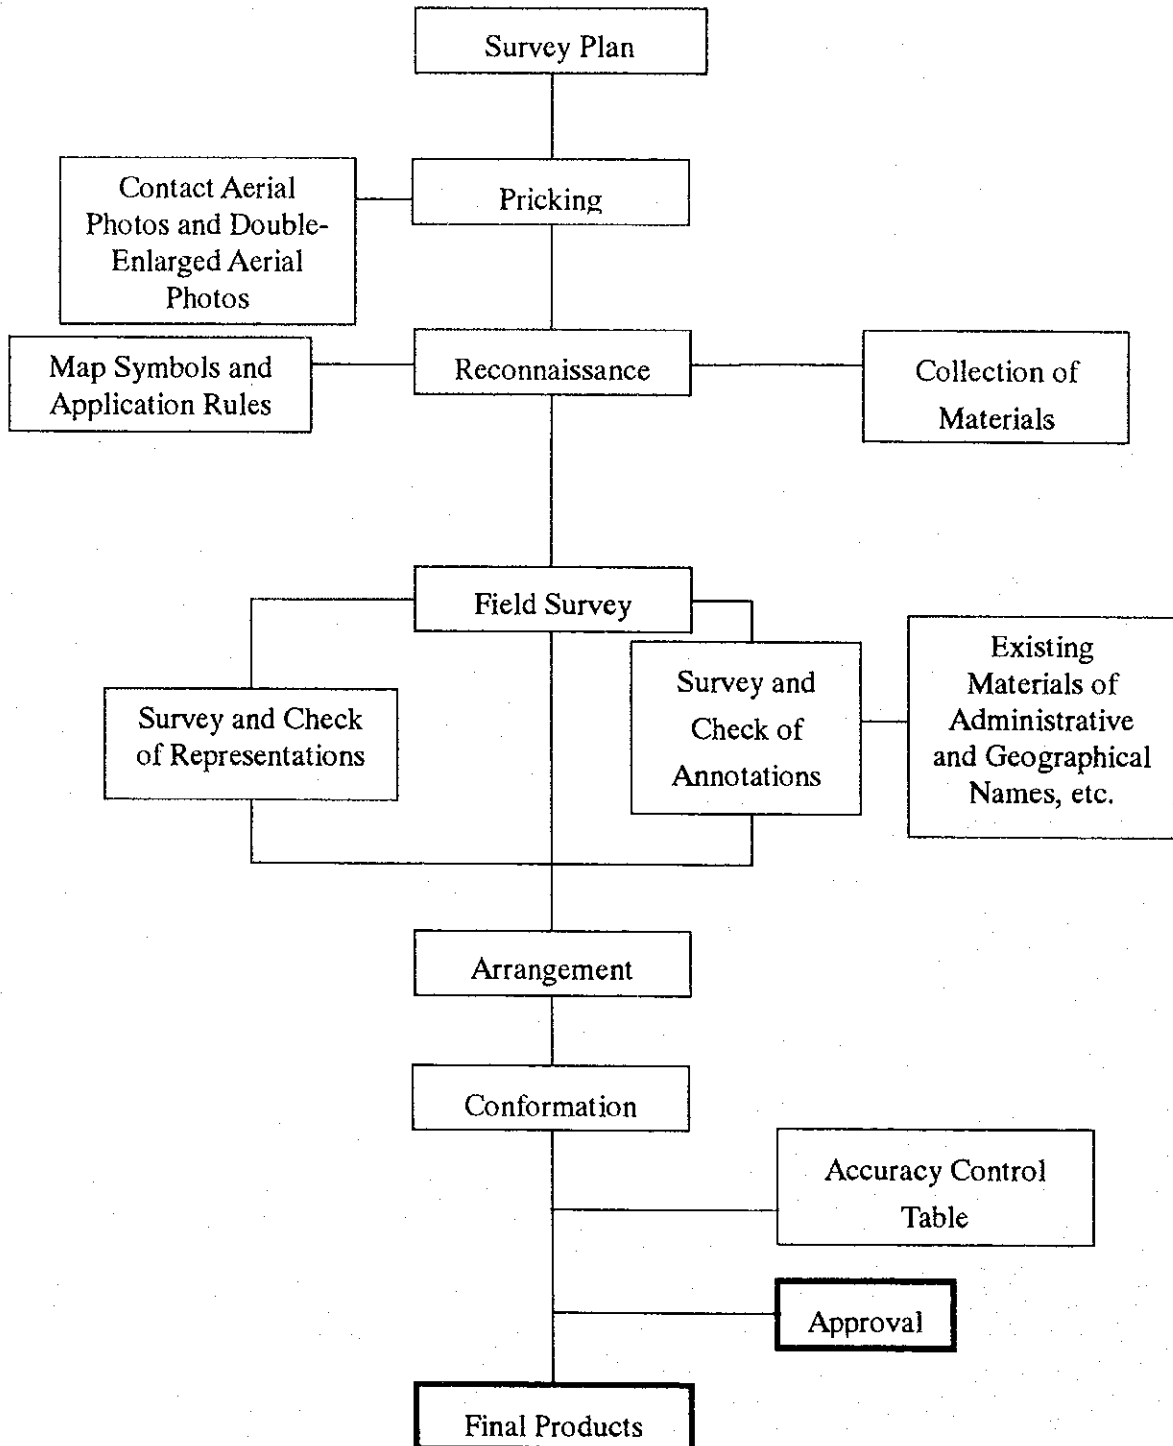 Survey Plan
Contact Aerial
Photos and Double-
Enlarged Aerial
Photos
Pricking
Map Symbols and
Application Rules
Reconnaissance
Collection of
Materials
Field Survey
Survey and Check
of Representations
Survey and
Check of
Annotations
Existing
Materials of
Administrative
and Geographical
Names, etc.
Arrangement
Conformation
Accuracy Control
Table
Approval
Final Products